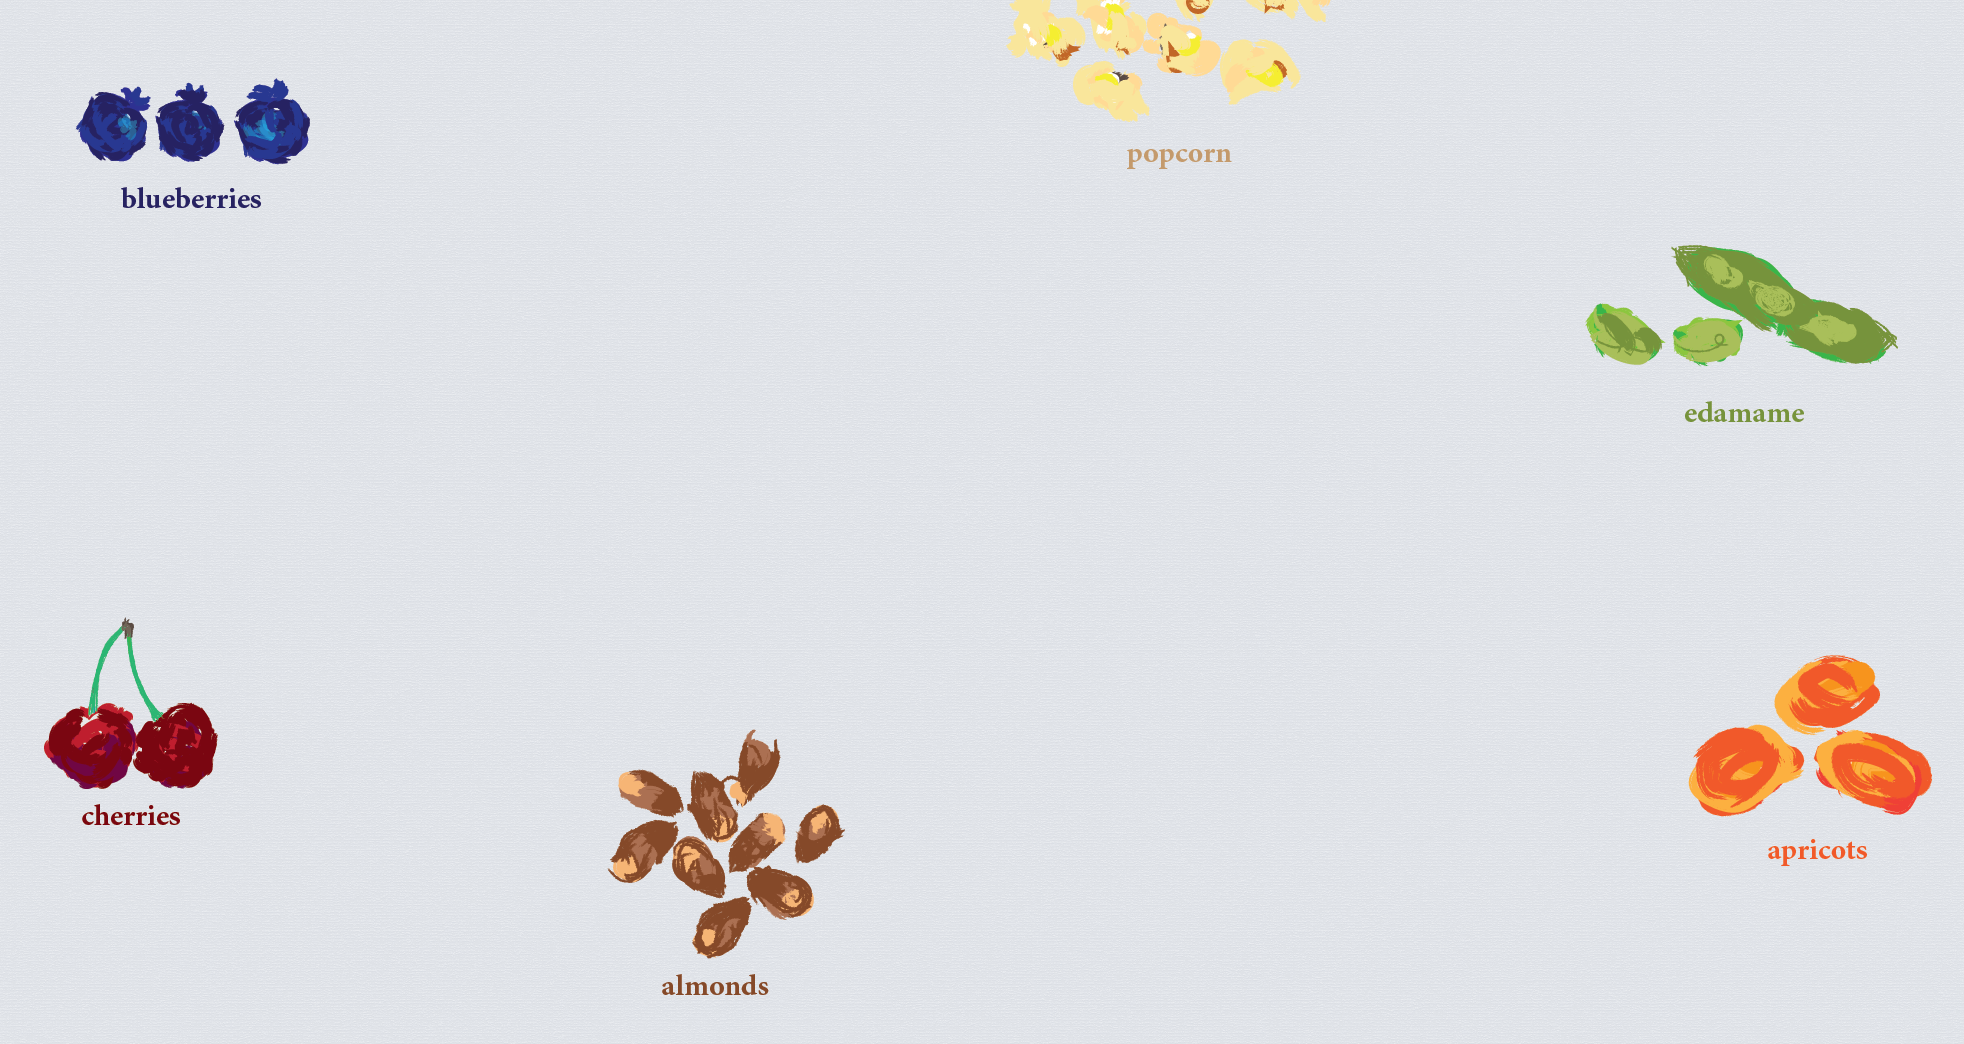 popcorn
blueberries
edamame
cherries
apricots
almonds